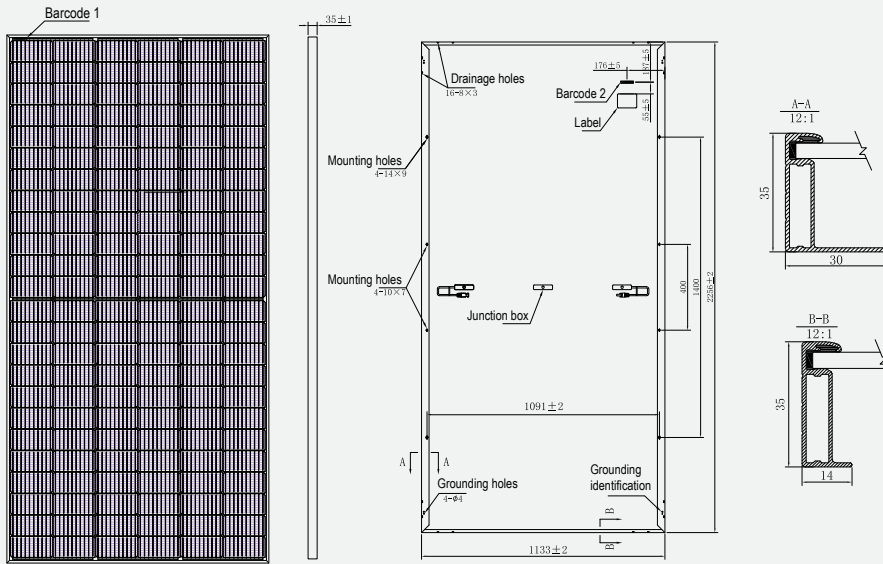 Barcode 1
35±1
Drainage holes
16-8×3
176±5
187±5
Barcode 2
55±5
Label
Mounting holes
4-14×9
Mounting holes
4-10×7
Junction box
400
1400
2256±2
1091±2
A
A
Grounding holes
4-φ4
Grounding
identification
B
B
1133±2
A-A
12:1
35
30
B-B
12:1
35
14